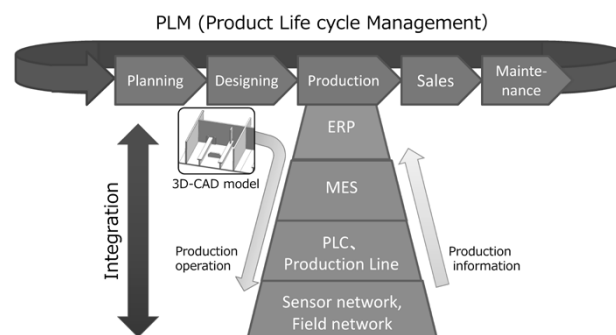 PLM (Product Life cycle Management）
Planning
Designing
Production
Sales
Mainte-
nance
3D-CAD model
ERP
MES
PLC、
Production Line
Sensor network,
Field network
Integration
Production
operation
Production
information